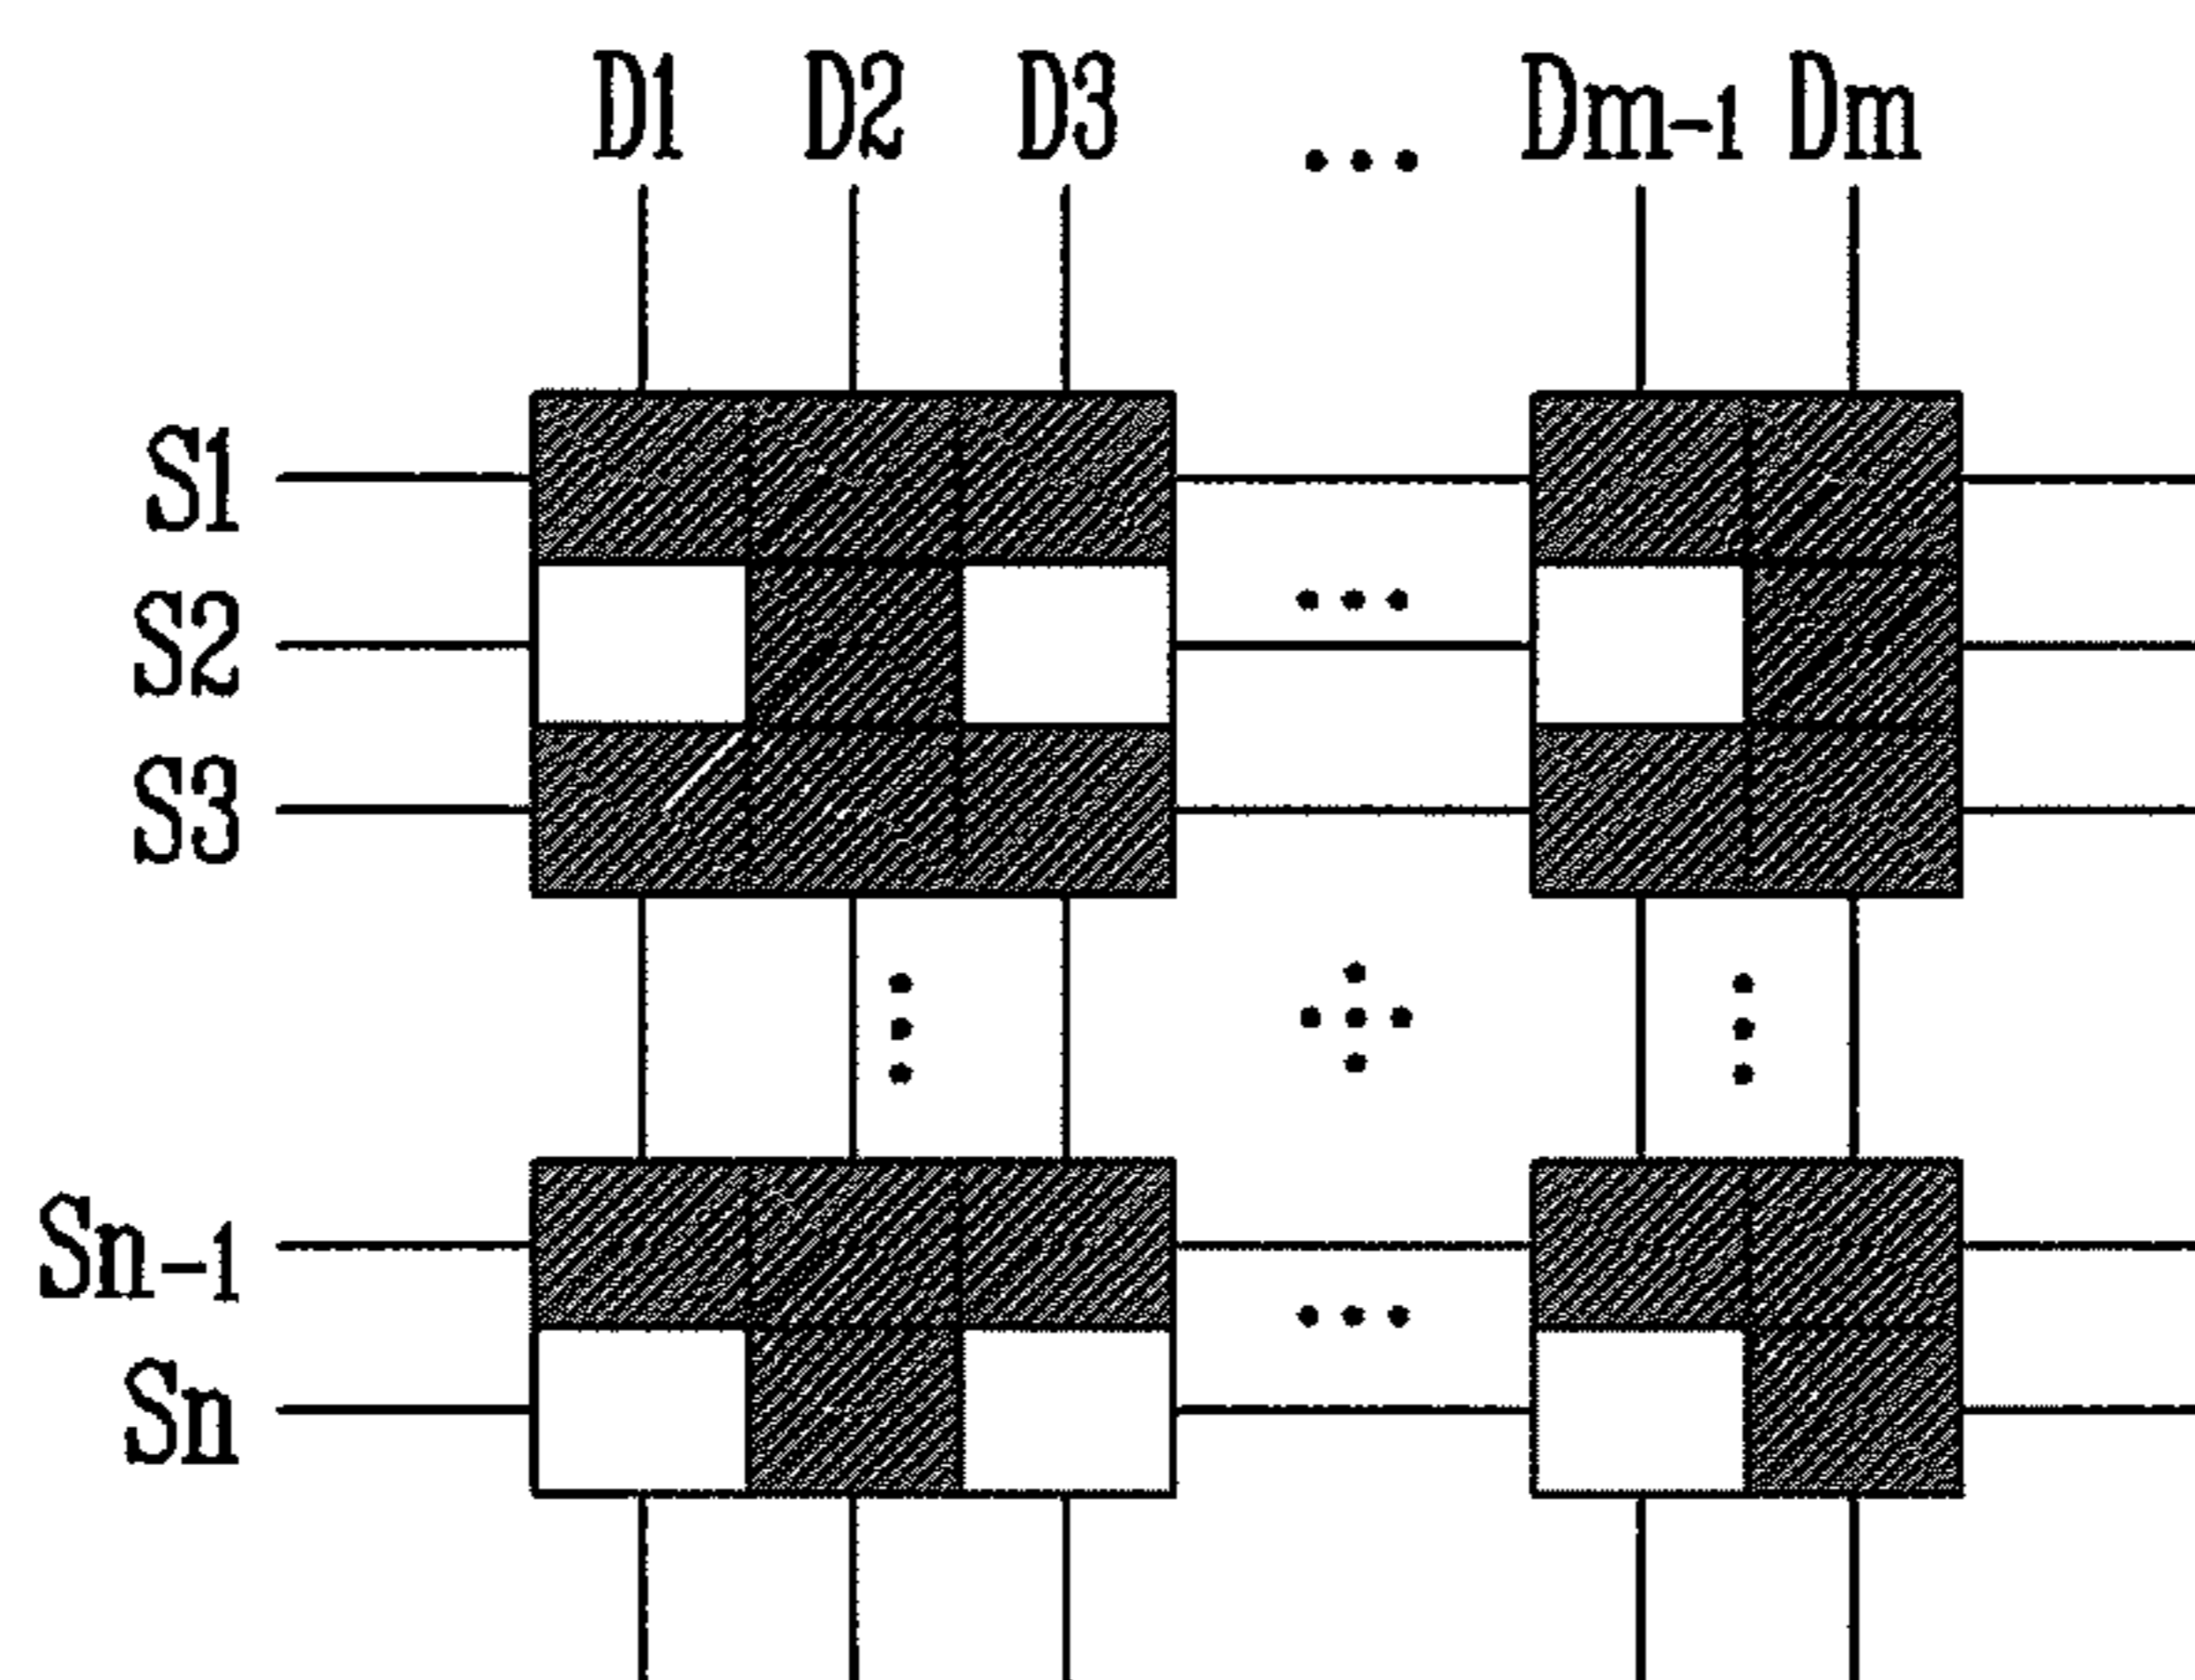 D1 D2 D3 ... Dm-1 Dm
S1
S2
S3
Sn-1
Sn